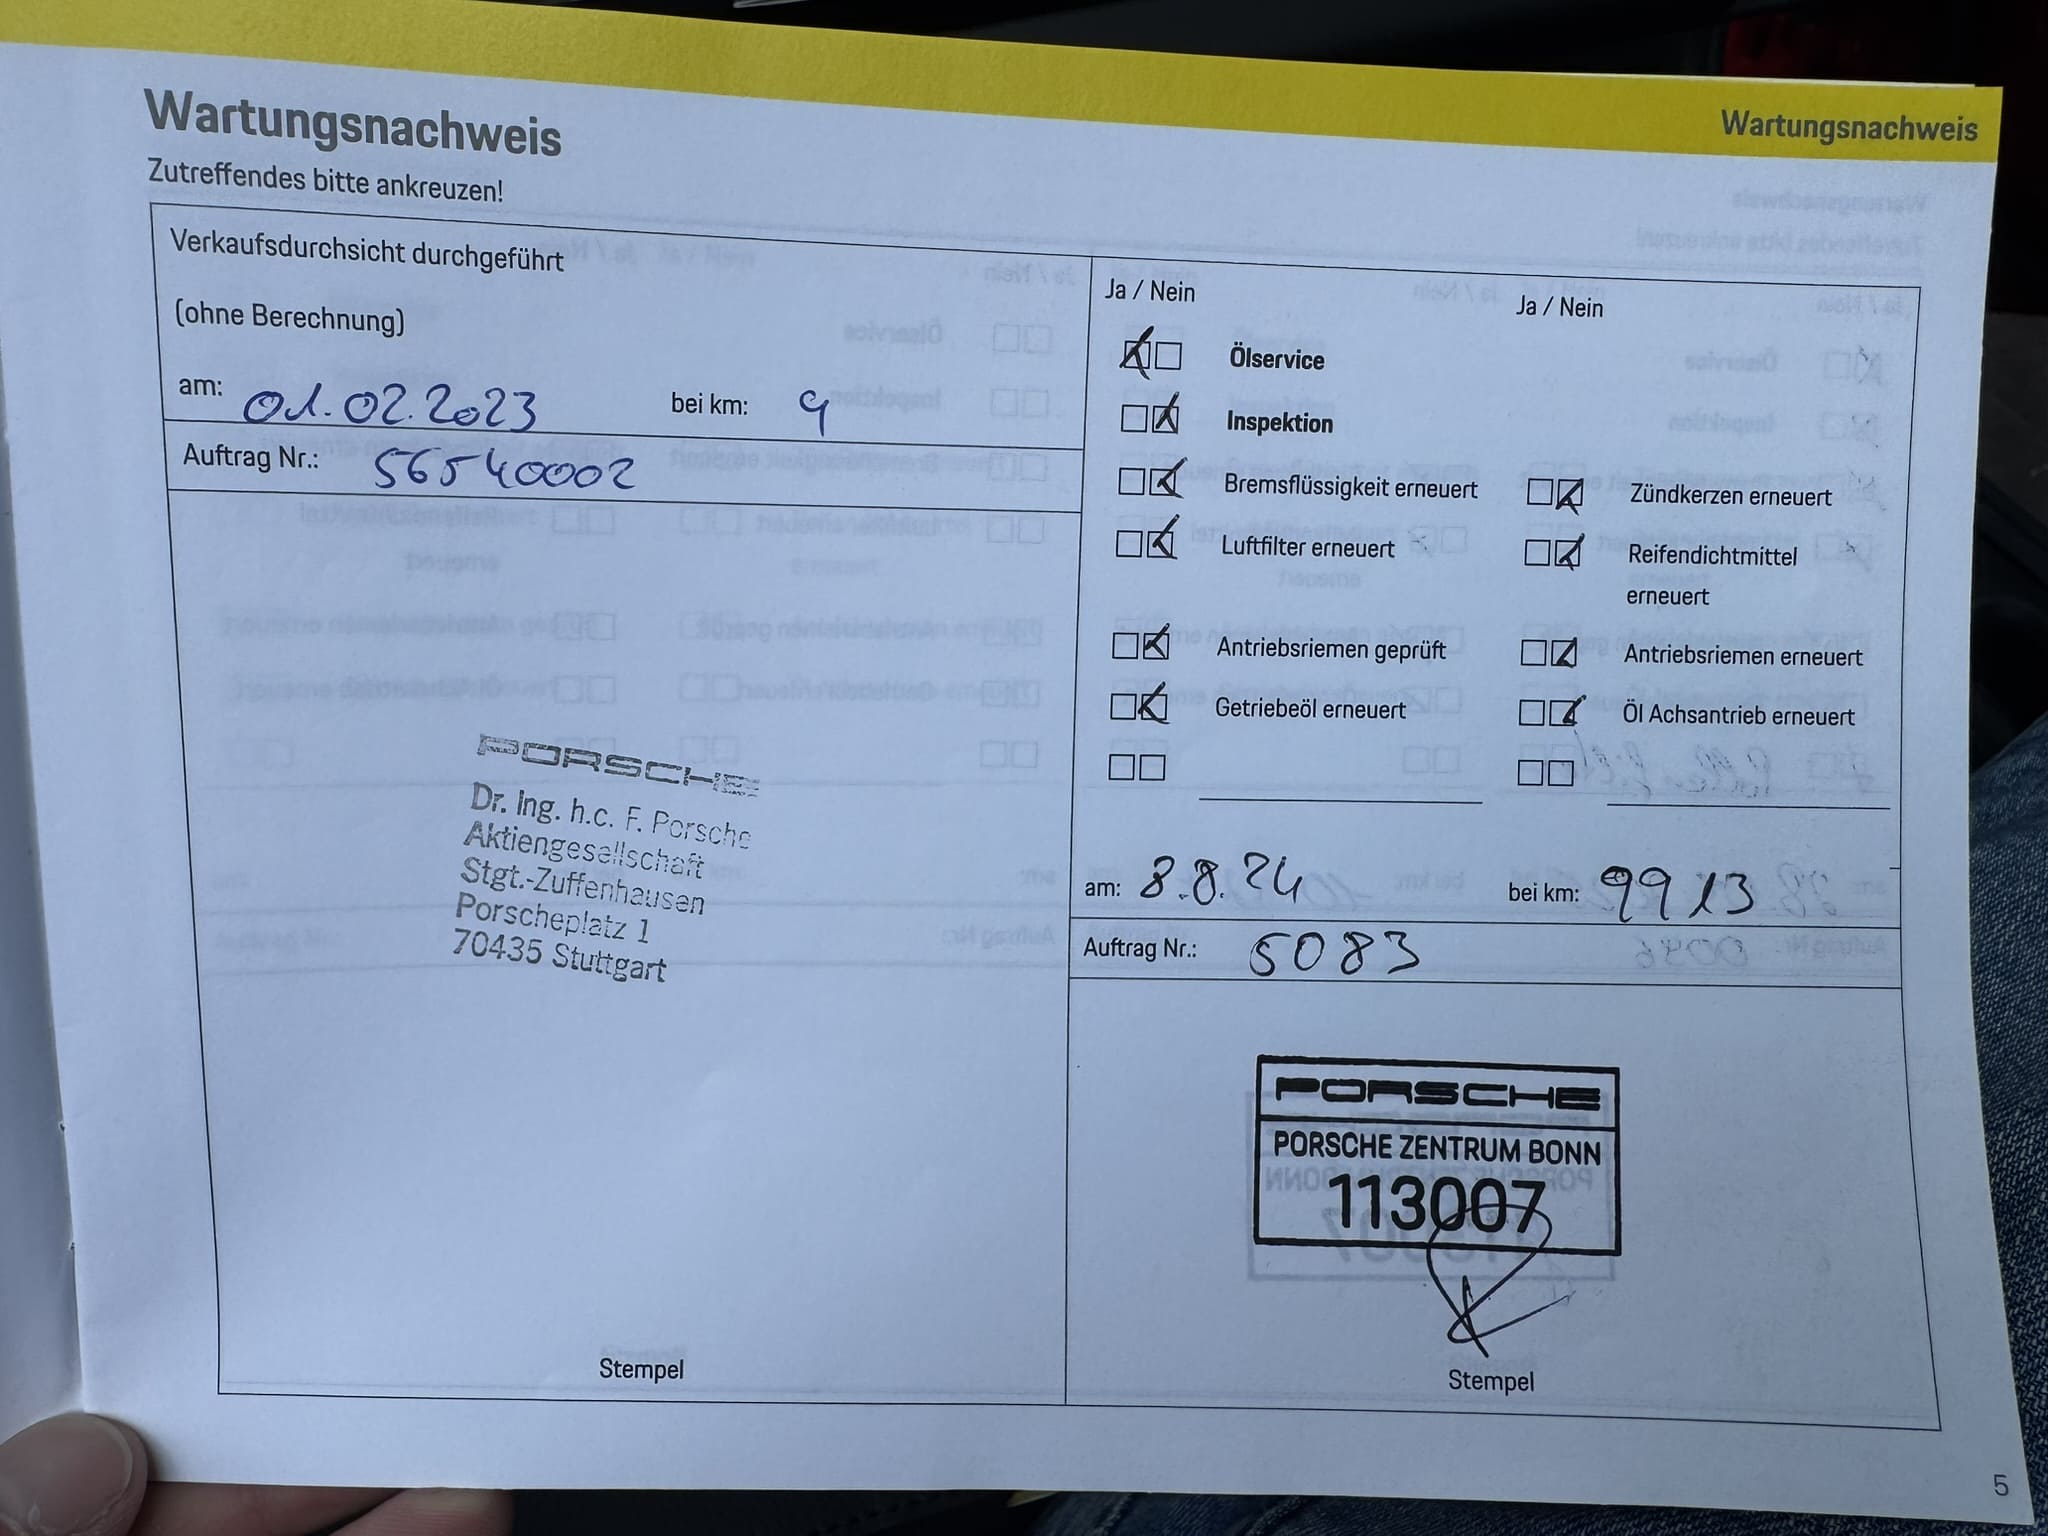 Wartungsnachweis
Wartungsnachweis
Zutreffendes bitte ankreuzen!
Verkaufsdurchsicht durchgeführt
(ohne Berechnung)
am: 01.02.2023 bei km: 9
Auftrag Nr.: 56540002
PORSCHE
Dr. Ing. h.c. F. Porsche
Aktiengesellschaft
Stgt.-Zuffenhausen
Porscheplatz 1
70435 Stuttgart
Stempel
Ja / Nein Ja / Nein
Ölservice
Inspektion
Bremsflüssigkeit erneuert Zündkerzen erneuert
Luftfilter erneuert Reifendichtmittel
erneuert
Antriebsriemen geprüft Antriebsriemen erneuert
Getriebeöl erneuert Öl Achsantrieb erneuert
am: 8.8.24 bei km: 9913
Auftrag Nr.: 5083
PORSCHE
PORSCHE ZENTRUM BONN
113007
Stempel
5